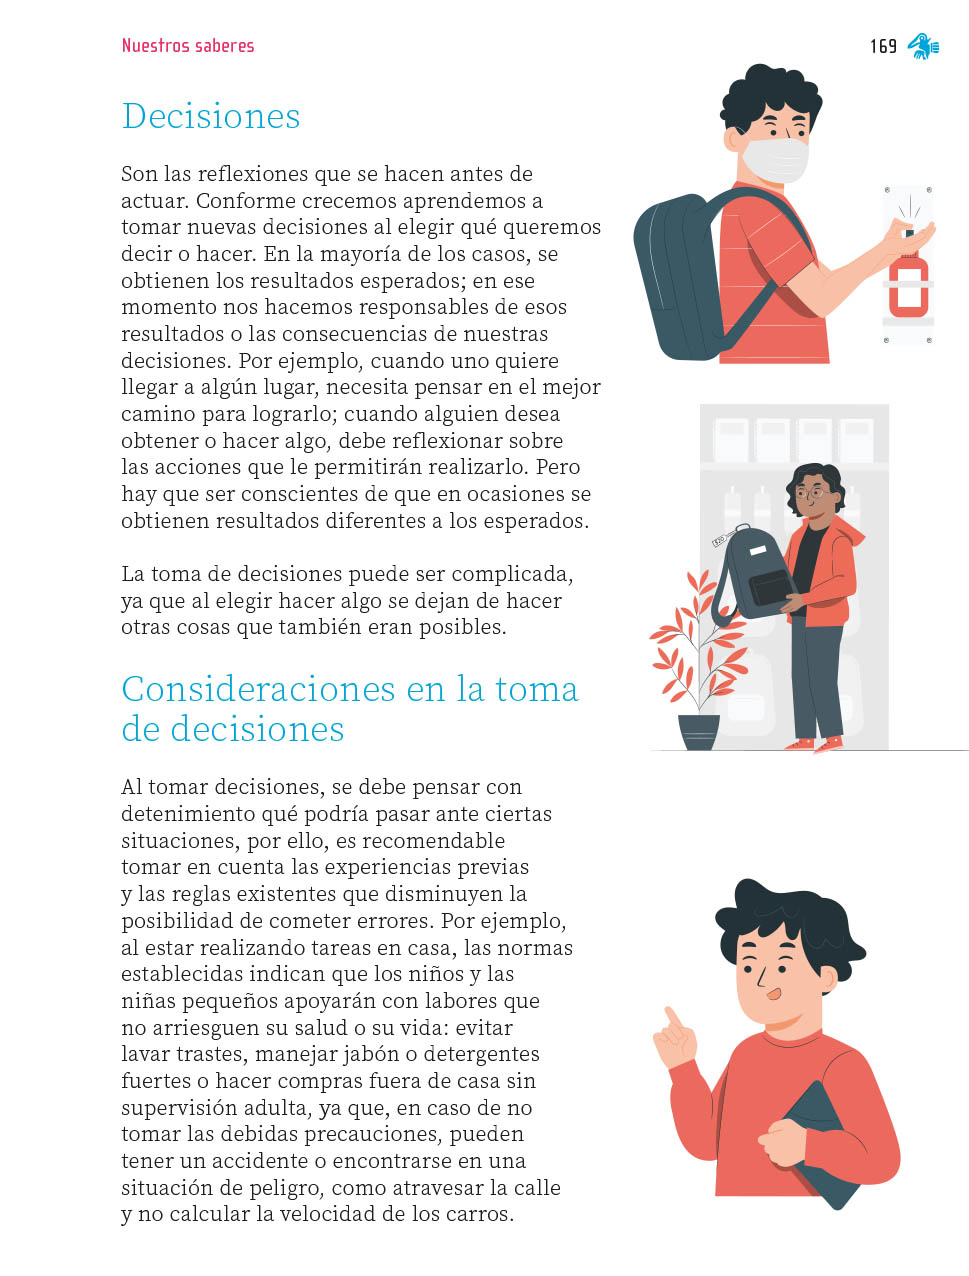 Nuestros saberes
169
Decisiones
Son las reflexiones que se hacen antes de
actuar. Conforme crecemos aprendemos a
tomar nuevas decisiones al elegir qué queremos
decir o hacer. En la mayoría de los casos, se
obtienen los resultados esperados; en ese
momento nos hacemos responsables de esos
resultados o las consecuencias de nuestras
decisiones. Por ejemplo, cuando uno quiere
llegar a algún lugar, necesita pensar en el mejor
camino para lograrlo; cuando alguien desea
obtener o hacer algo, debe reflexionar sobre
las acciones que le permitirán realizarlo. Pero
hay que ser conscientes de que en ocasiones se
obtienen resultados diferentes a los esperados.
La toma de decisiones puede ser complicada,
ya que al elegir hacer algo se dejan de hacer
otras cosas que también eran posibles.
$20
Consideraciones en la toma
de decisiones
Al tomar decisiones, se debe pensar con
detenimiento qué podría pasar ante ciertas
situaciones, por ello, es recomendable
tomar en cuenta las experiencias previas
y las reglas existentes que disminuyen la
posibilidad de cometer errores. Por ejemplo,
al estar realizando tareas en casa, las normas
establecidas indican que los niños y las
niñas pequeños apoyarán con labores que
no arriesguen su salud o su vida: evitar
lavar trastes, manejar jabón o detergentes
fuertes o hacer compras fuera de casa sin
supervisión adulta, ya que, en caso de no
tomar las debidas precauciones, pueden
tener un accidente o encontrarse en una
situación de peligro, como atravesar la calle
y no calcular la velocidad de los carros.